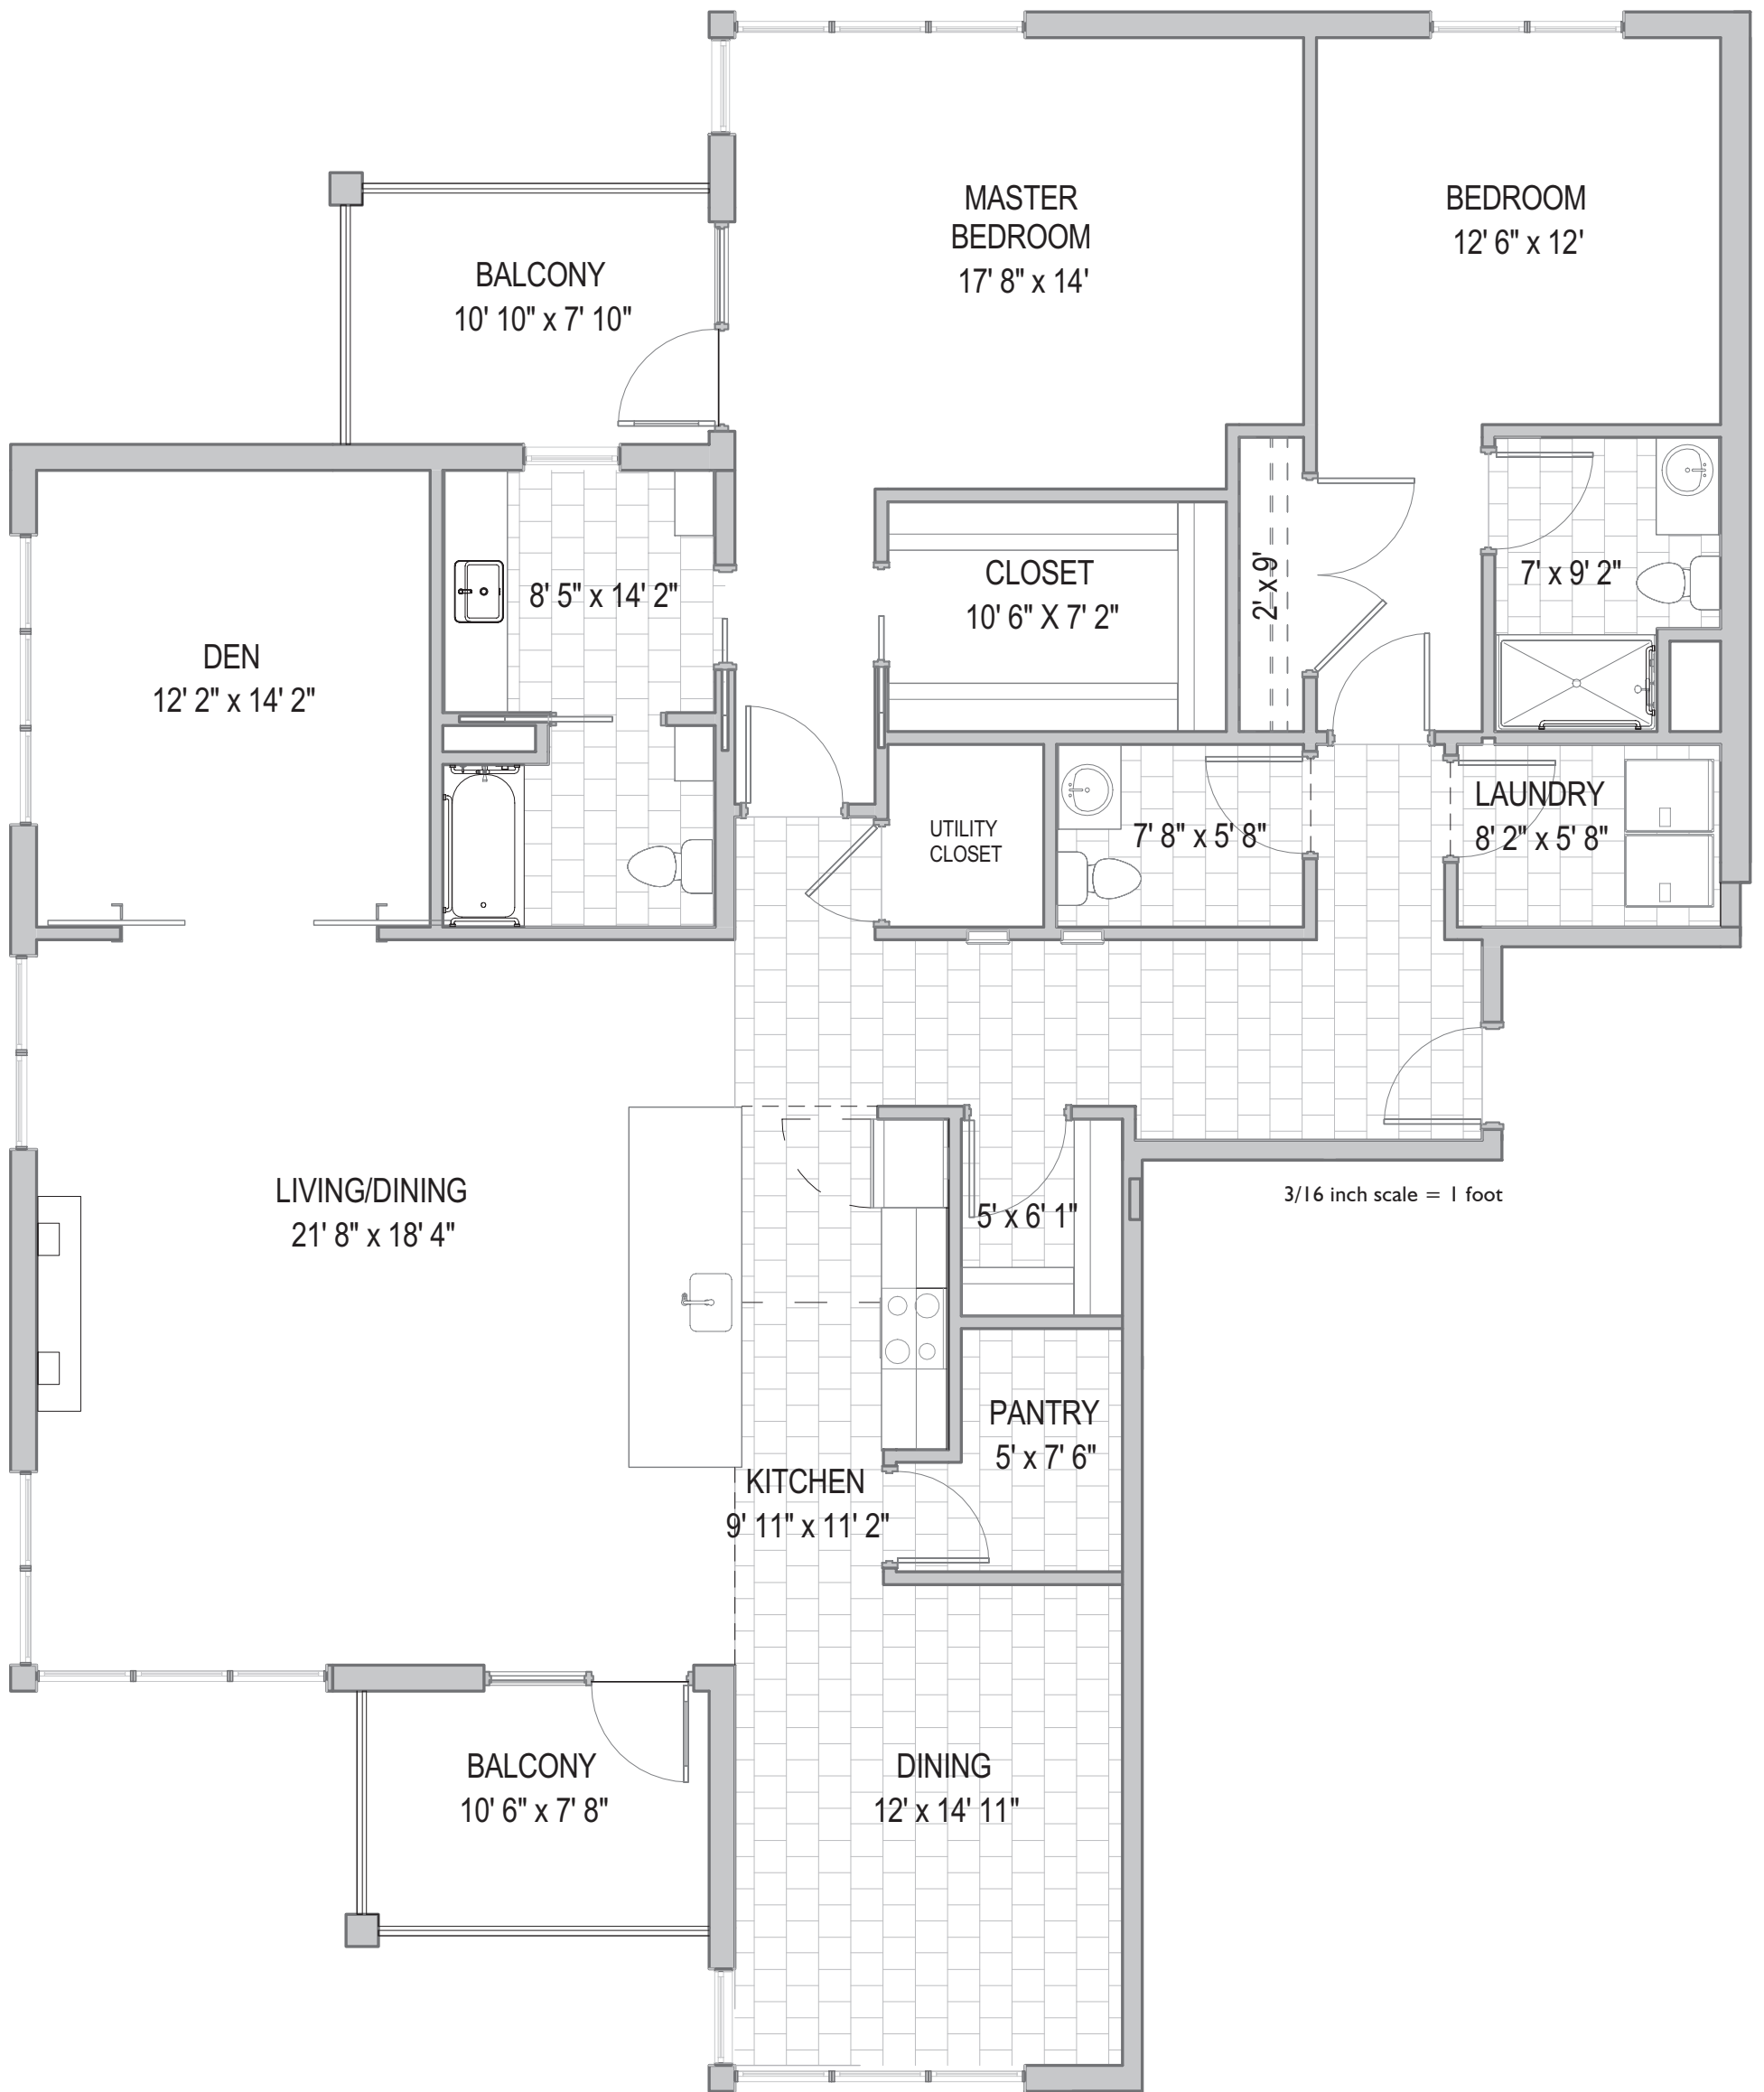 MASTER
BEDROOM
17' 8" x 14'
BEDROOM
12' 6" x 12'
BALCONY
10' 10" x 7' 10"
8' 5" x 14' 2"
CLOSET
10' 6" X 7' 2"
2' x 9'
7' x 9' 2"
DEN
12' 2" x 14' 2"
UTILITY
CLOSET
7' 8" x 5' 8"
LAUNDRY
8' 2" x 5' 8"
LIVING/DINING
21' 8" x 18' 4"
5' x 6' 1"
3/16 inch scale = 1 foot
PANTRY
5' x 7' 6"
KITCHEN
9' 11" x 11' 2"
BALCONY
10' 6" x 7' 8"
DINING
12' x 14' 11"